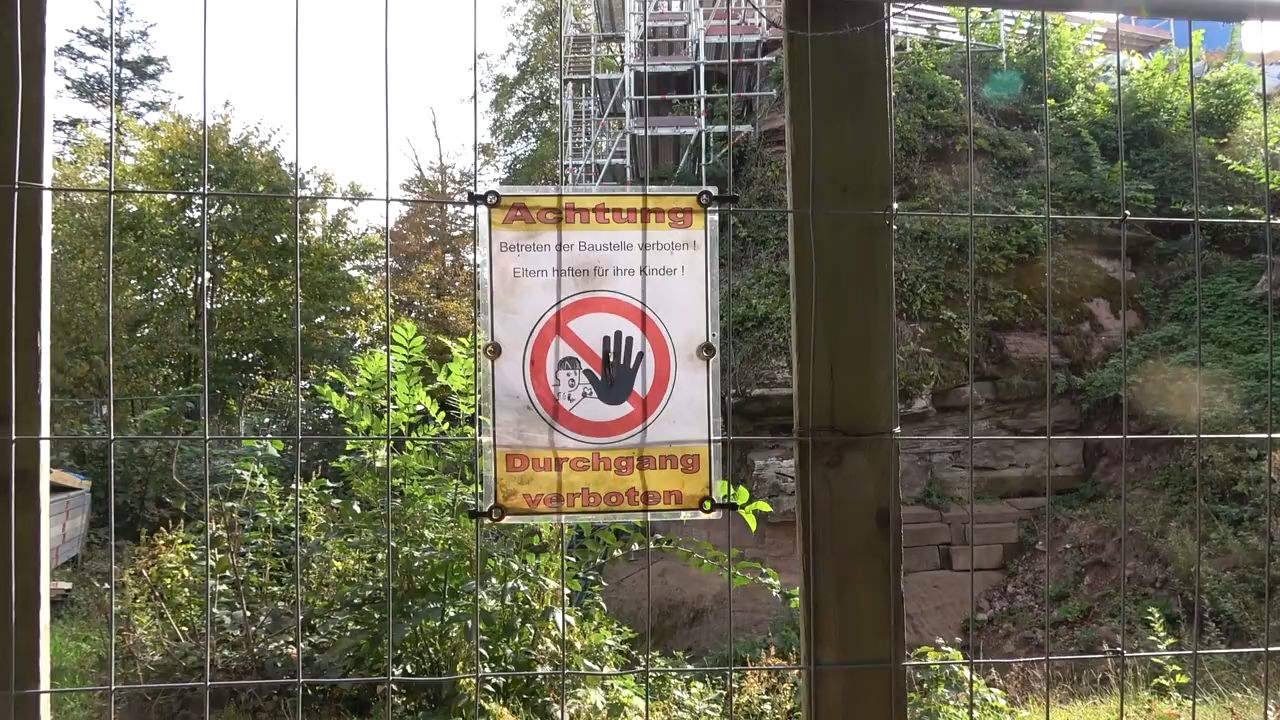 Achtung
Betreten der Baustelle verboten !
Eltern haften für ihre Kinder !
Durchgang
verboten